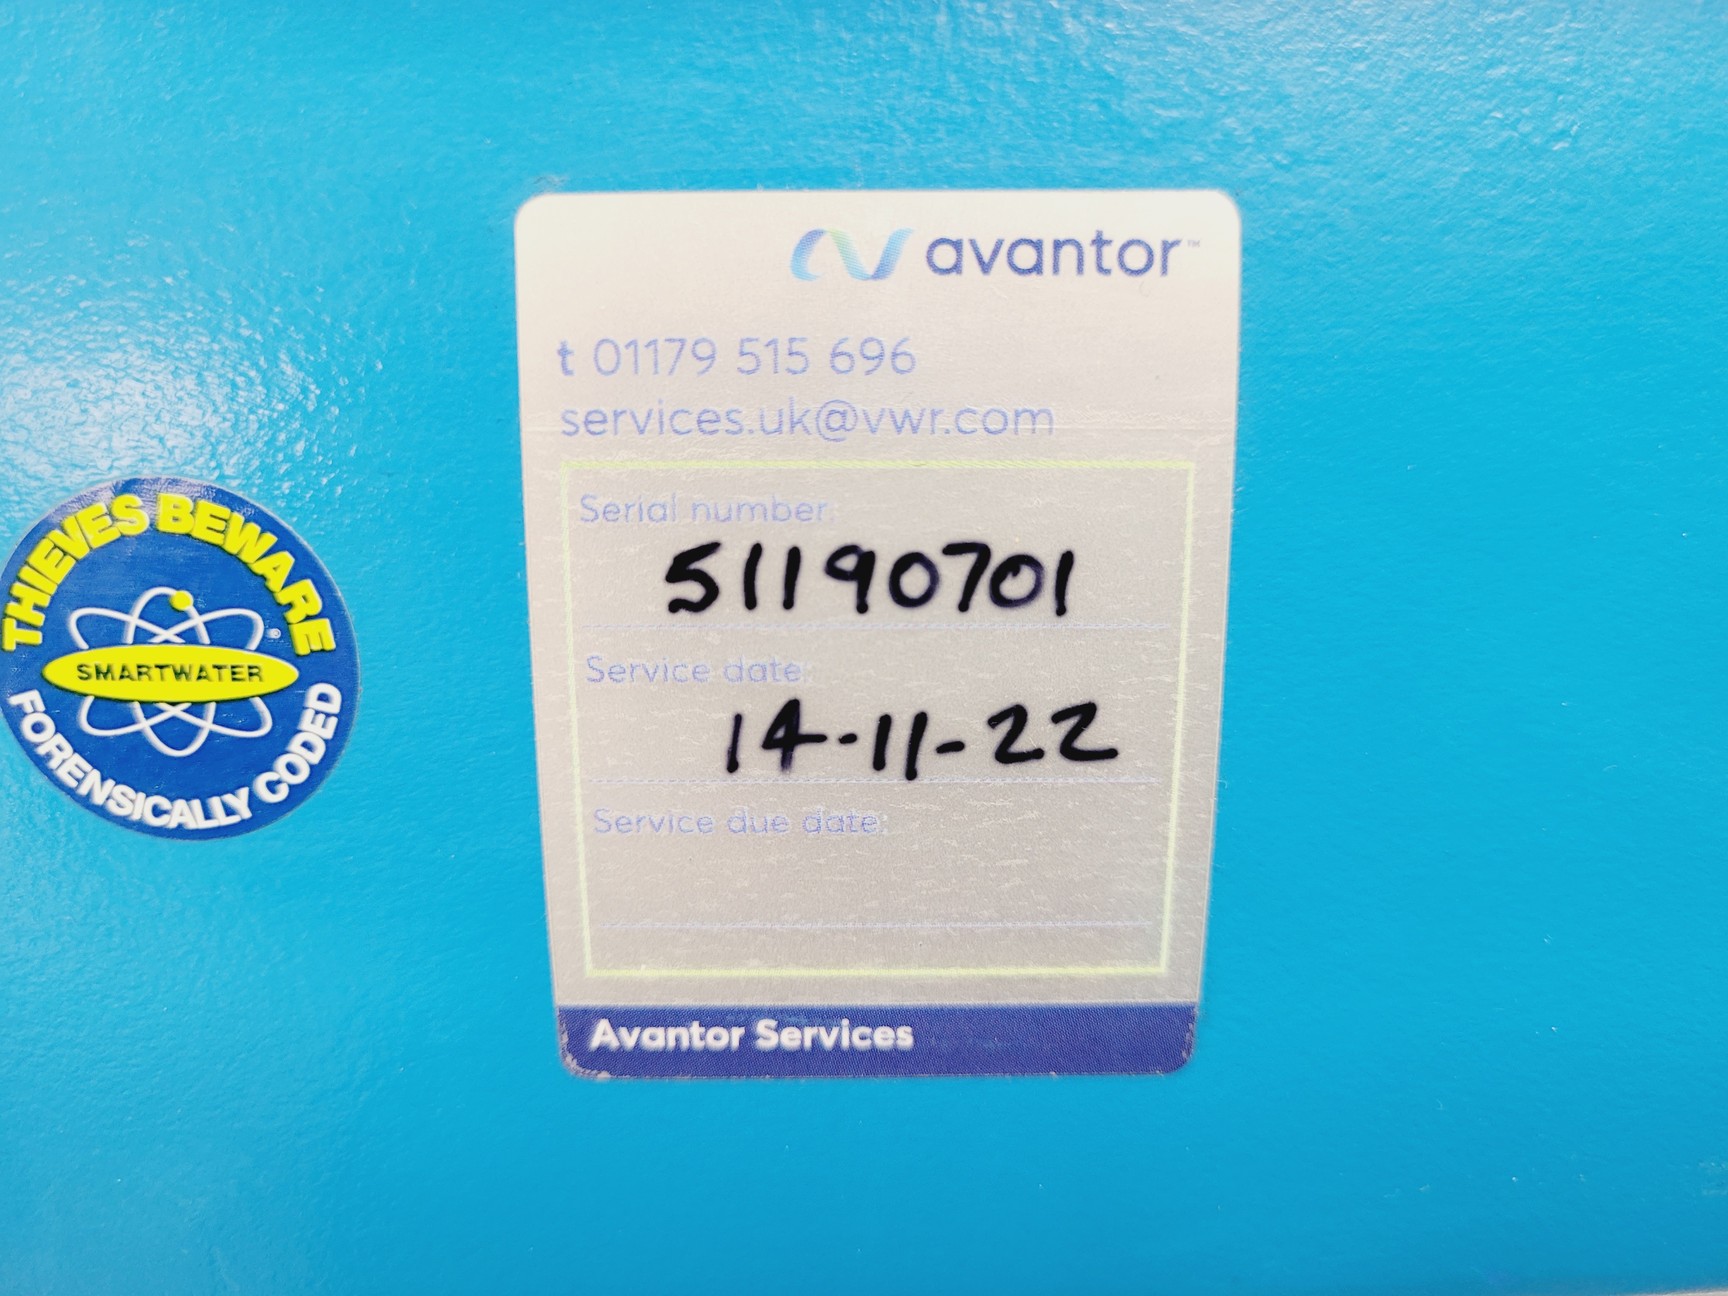 avantor™
t 01179 515 696
services.uk@vwr.com
Serial number:
51190701
Service date:
14-11-22
Service due date:
Avantor Services
THIEVES BEWARE
®
SMARTWATER
FORENSICALLY CODED